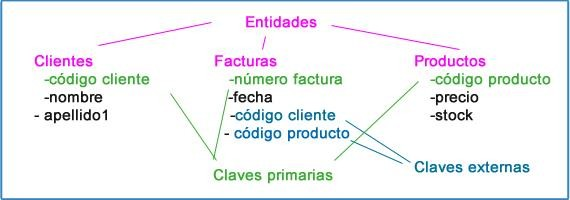 Entidades
Clientes
-código cliente
-nombre
- apellido1
Facturas
-número factura
-fecha
-código cliente
- código producto
Productos
-código producto
-precio
-stock
Claves primarias
Claves externas